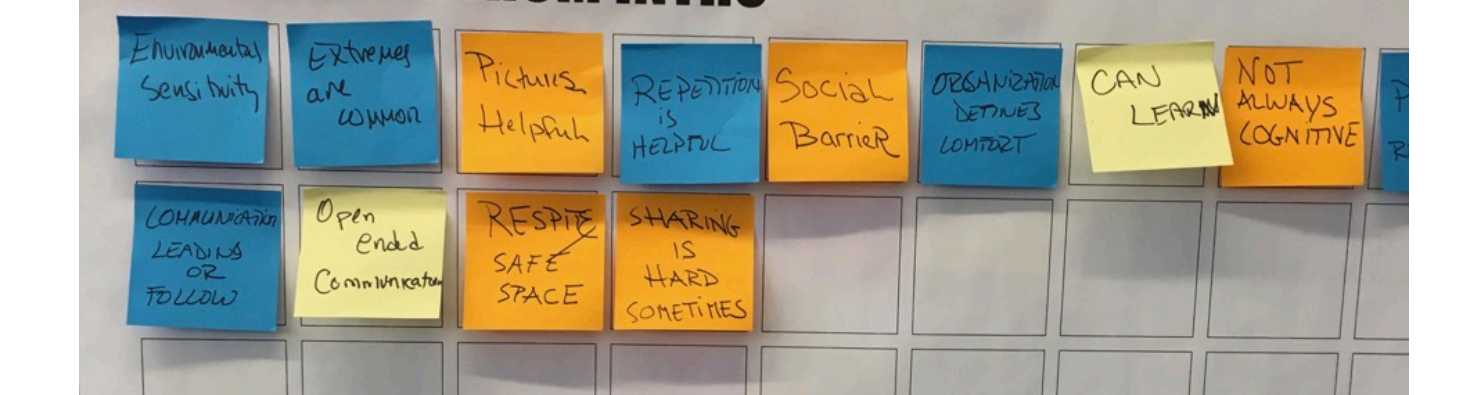 Environmental
Sensitivity
Extremes
are
common
Pictures
Helpful
REPETITION
is
HELPFUL
Social
BarrieR
ORGANIZATION
DEFINES
COMFORT
CAN
LEARN
NOT
ALWAYS
COGNITIVE
COMMUNICATION
LEADING
OR
FOLLOW
Open
ended
Communication
RESPITE
SAFE
SPACE
SHARING
IS
HARD
SOMETIMES